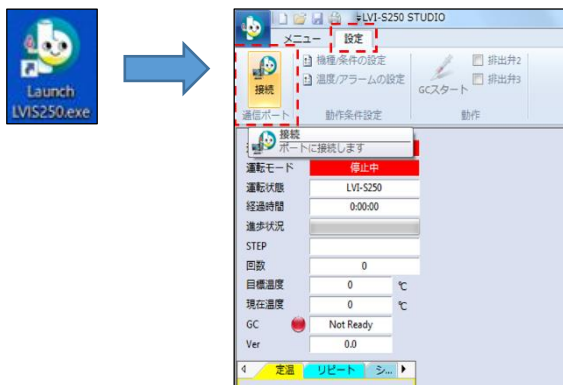 Launch
LVIS250.exe
LVI-S250 STUDIO
メニュー 設定
接続
機種/条件の設定
温度/アラームの設定
GCスタート
排出弁2
排出弁3
通信ポート 動作条件設定 動作
接続
ポートに接続します
運転モード 停止中
運転状態 LVI-S250
経過時間 0:00:00
進歩状況
STEP
回数 0
目標温度 0 ℃
現在温度 0 ℃
GC Not Ready
Ver 0.0
定温 リピート シ...